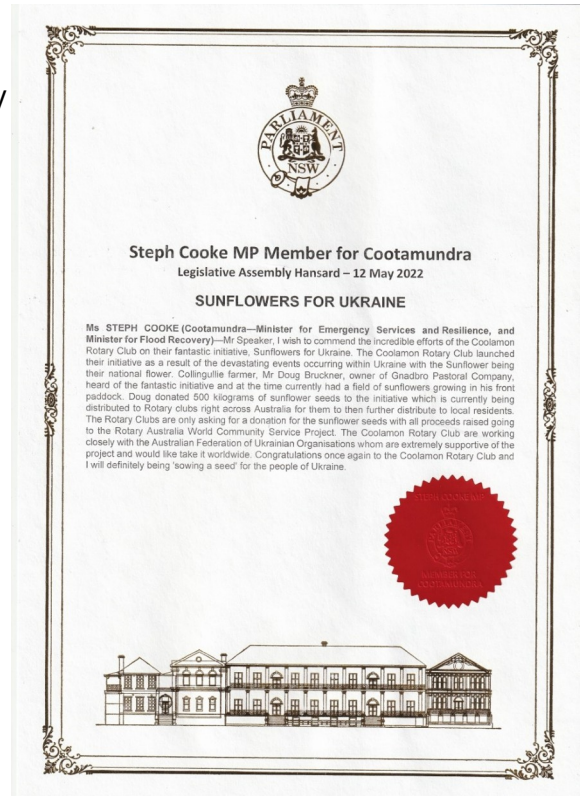 y
PARLIAMENT
NSW
Steph Cooke MP Member for Cootamundra
Legislative Assembly Hansard – 12 May 2022
SUNFLOWERS FOR UKRAINE
Ms STEPH COOKE (Cootamundra—Minister for Emergency Services and Resilience, and
Minister for Flood Recovery)—Mr Speaker, I wish to commend the incredible efforts of the Coolamon
Rotary Club on their fantastic initiative, Sunflowers for Ukraine. The Coolamon Rotary Club launched
their initiative as a result of the devastating events occurring within Ukraine with the Sunflower being
their national flower. Collingullie farmer, Mr Doug Bruckner, owner of Gnadbro Pastoral Company,
heard of the fantastic initiative and at the time currently had a field of sunflowers growing in his front
paddock. Doug donated 500 kilograms of sunflower seeds to the initiative which is currently being
distributed to Rotary clubs right across Australia for them to then further distribute to local residents.
The Rotary Clubs are only asking for a donation for the sunflower seeds with all proceeds raised going
to the Rotary Australia World Community Service Project. The Coolamon Rotary Club are working
closely with the Australian Federation of Ukrainian Organisations whom are extremely supportive of the
project and would like take it worldwide. Congratulations once again to the Coolamon Rotary Club and
I will definitely being 'sowing a seed' for the people of Ukraine.
STEPH COOKE MP
MEMBER FOR
COOTAMUNDRA